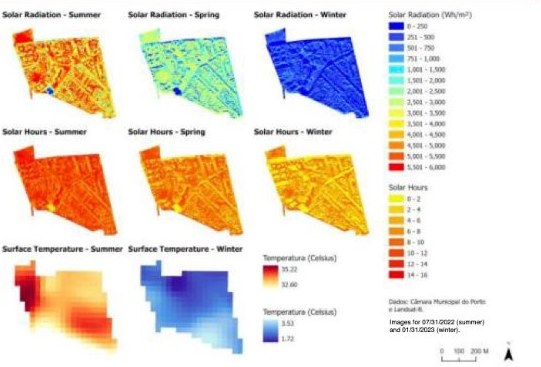 Solar Radiation - Summer
Solar Radiation - Spring
Solar Radiation - Winter
Solar Hours - Summer
Solar Hours - Spring
Solar Hours - Winter
Surface Temperature - Summer
Surface Temperature - Winter
Temperatura (Celsius)
35.22
32.60
Temperatura (Celsius)
3.53
1.72
Solar Radiation (Wh/m²)
0 - 250
251 - 500
501 - 750
751 - 1,000
1,001 - 1,500
1,501 - 2,000
2,001 - 2,500
2,501 - 3,000
3,001 - 3,500
3,501 - 4,000
4,001 - 4,500
4,501 - 5,000
5,001 - 5,500
5,501 - 6,000
Solar Hours
0 - 2
2 - 4
4 - 6
6 - 8
8 - 10
10 - 12
12 - 14
14 - 16
Dados: Câmara Municipal do Porto
e Landsat-8.
Images for 07/31/2022 (summer)
and 01/31/2023 (winter).
0 100 200 M